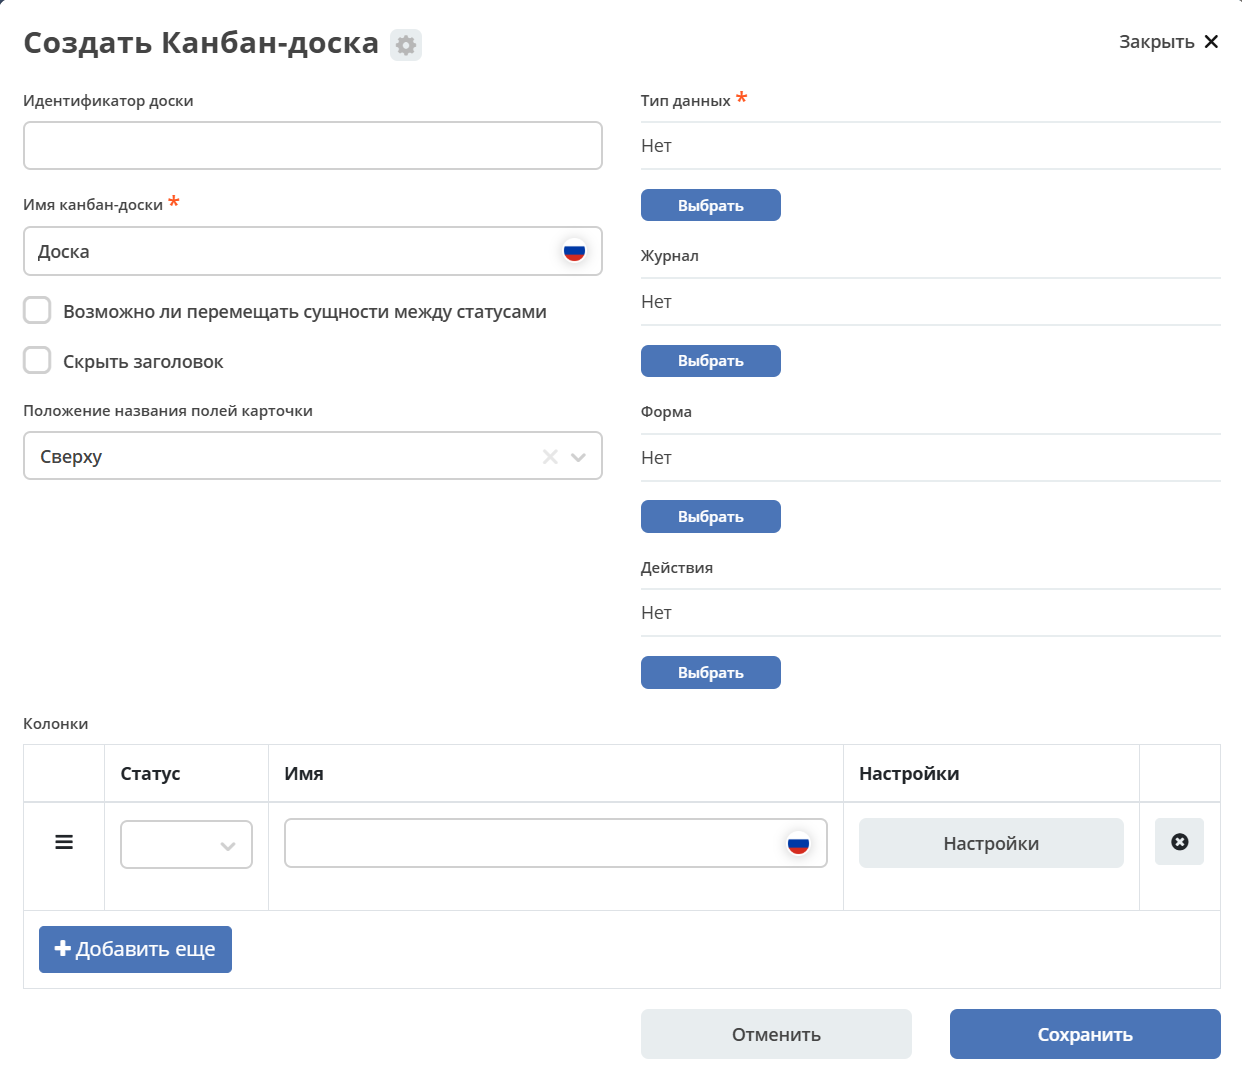 Создать Канбан-доска
Закрыть
Идентификатор доски
Имя канбан-доски *
Доска
Возможно ли перемещать сущности между статусами
Скрыть заголовок
Положение названия полей карточки
Сверху
Тип данных *
Нет
Выбрать
Журнал
Нет
Выбрать
Форма
Нет
Выбрать
Действия
Нет
Выбрать
Колонки
Статус Имя Настройки
Настройки
Добавить еще
Отменить Сохранить